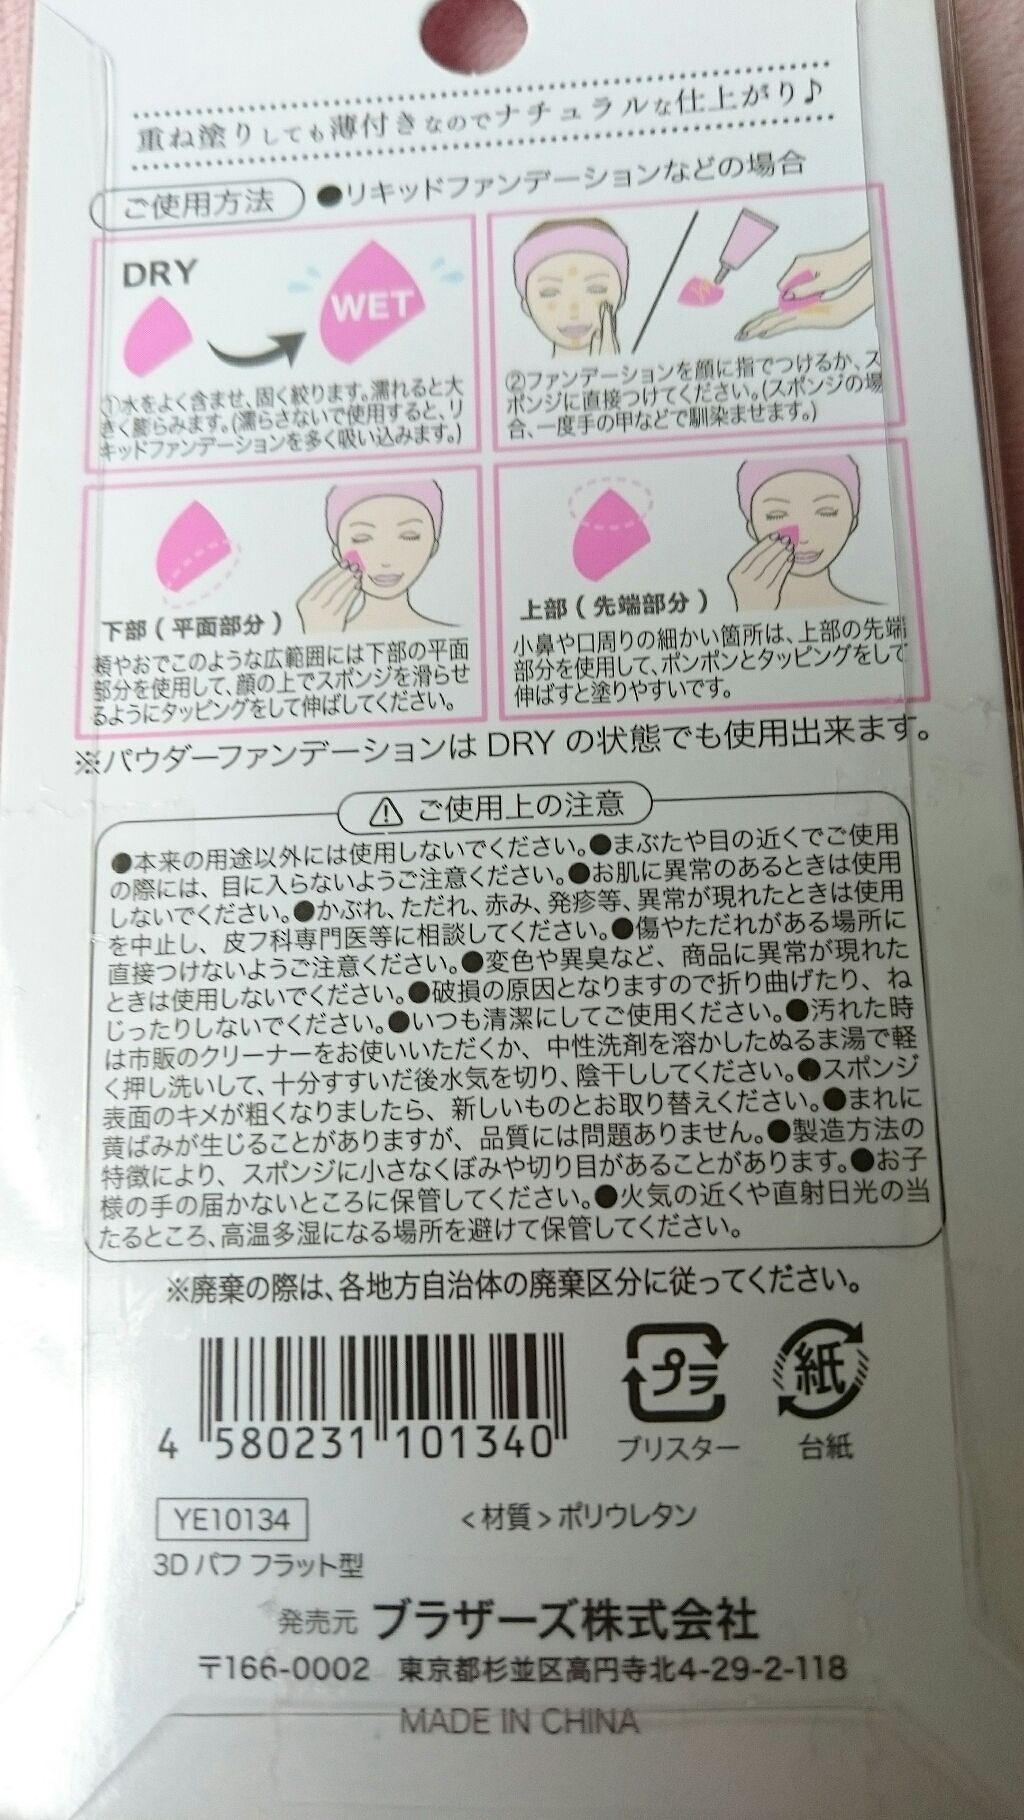 重ね塗りしても薄付きなのでナチュラルな仕上がり♪
ご使用方法 ●リキッドファンデーションなどの場合
DRY
WET
①水をよく含ませ、固く絞ります。濡れると大
きく膨らみます。(濡らさないで使用すると、リ
キッドファンデーションを多く吸い込みます。)
②ファンデーションを顔に指でつけるか、ス
ポンジに直接つけてください。(スポンジの場
合、一度手の甲などで馴染ませます。)
下部(平面部分)
頬やおでこのような広範囲には下部の平面
部分を使用して、顔の上でスポンジを滑らせ
るようにタッピングをして伸ばしてください。
上部(先端部分)
小鼻や口周りの細かい箇所は、上部の先端
部分を使用して、ポンポンとタッピングをして
伸ばすと塗りやすいです。
※パウダーファンデーションは DRY の状態でも使用出来ます。
⚠ ご使用上の注意
●本来の用途以外には使用しないでください。●まぶたや目の近くでご使用
の際には、目に入らないようご注意ください。●お肌に異常のあるときは使用
しないでください。●かぶれ、ただれ、赤み、発疹等、異常が現れたときは使用
を中止し、皮フ科専門医等に相談してください。●傷やただれがある場所に
直接つけないようご注意ください。●変色や異臭など、商品に異常が現れた
ときは使用しないでください。●破損の原因となりますので折り曲げたり、ね
じったりしないでください。●いつも清潔にしてご使用ください。●汚れた時
は市販のクリーナーをお使いいただくか、中性洗剤を溶かしたぬるま湯で軽
く押し洗いして、十分すすいだ後水気を切り、陰干ししてください。●スポンジ
表面のキメが粗くなりましたら、新しいものとお取り替えください。●まれに
黄ばみが生じることがありますが、品質には問題ありません。●製造方法の
特徴により、スポンジに小さなくぼみや切り目があることがあります。●お子
様の手の届かないところに保管してください。●火気の近くや直射日光の当
たるところ、高温多湿になる場所を避けて保管してください。
※廃棄の際は、各地方自治体の廃棄区分に従ってください。
4 580231 101340
プラ
ブリスター
紙
台紙
YE10134
<材質>ポリウレタン
3D パフ フラット型
発売元 ブラザーズ株式会社
〒166-0002 東京都杉並区高円寺北4-29-2-118
MADE IN CHINA